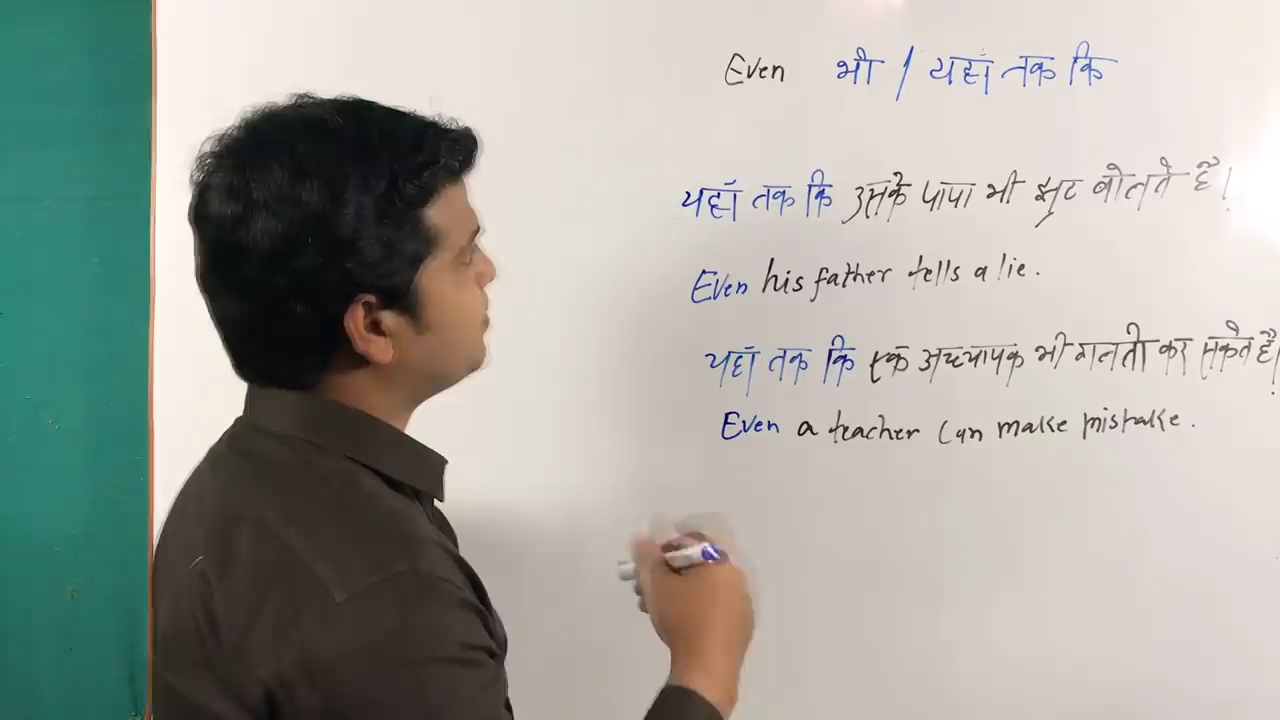 Even भी / यहाँ तक कि
यहाँ तक कि उसके पापा भी झुट बोलते है।
Even his father tells a lie.
यहाँ तक कि एक अध्यापक भी गलती कर सकते है।
Even a teacher can make mistake.